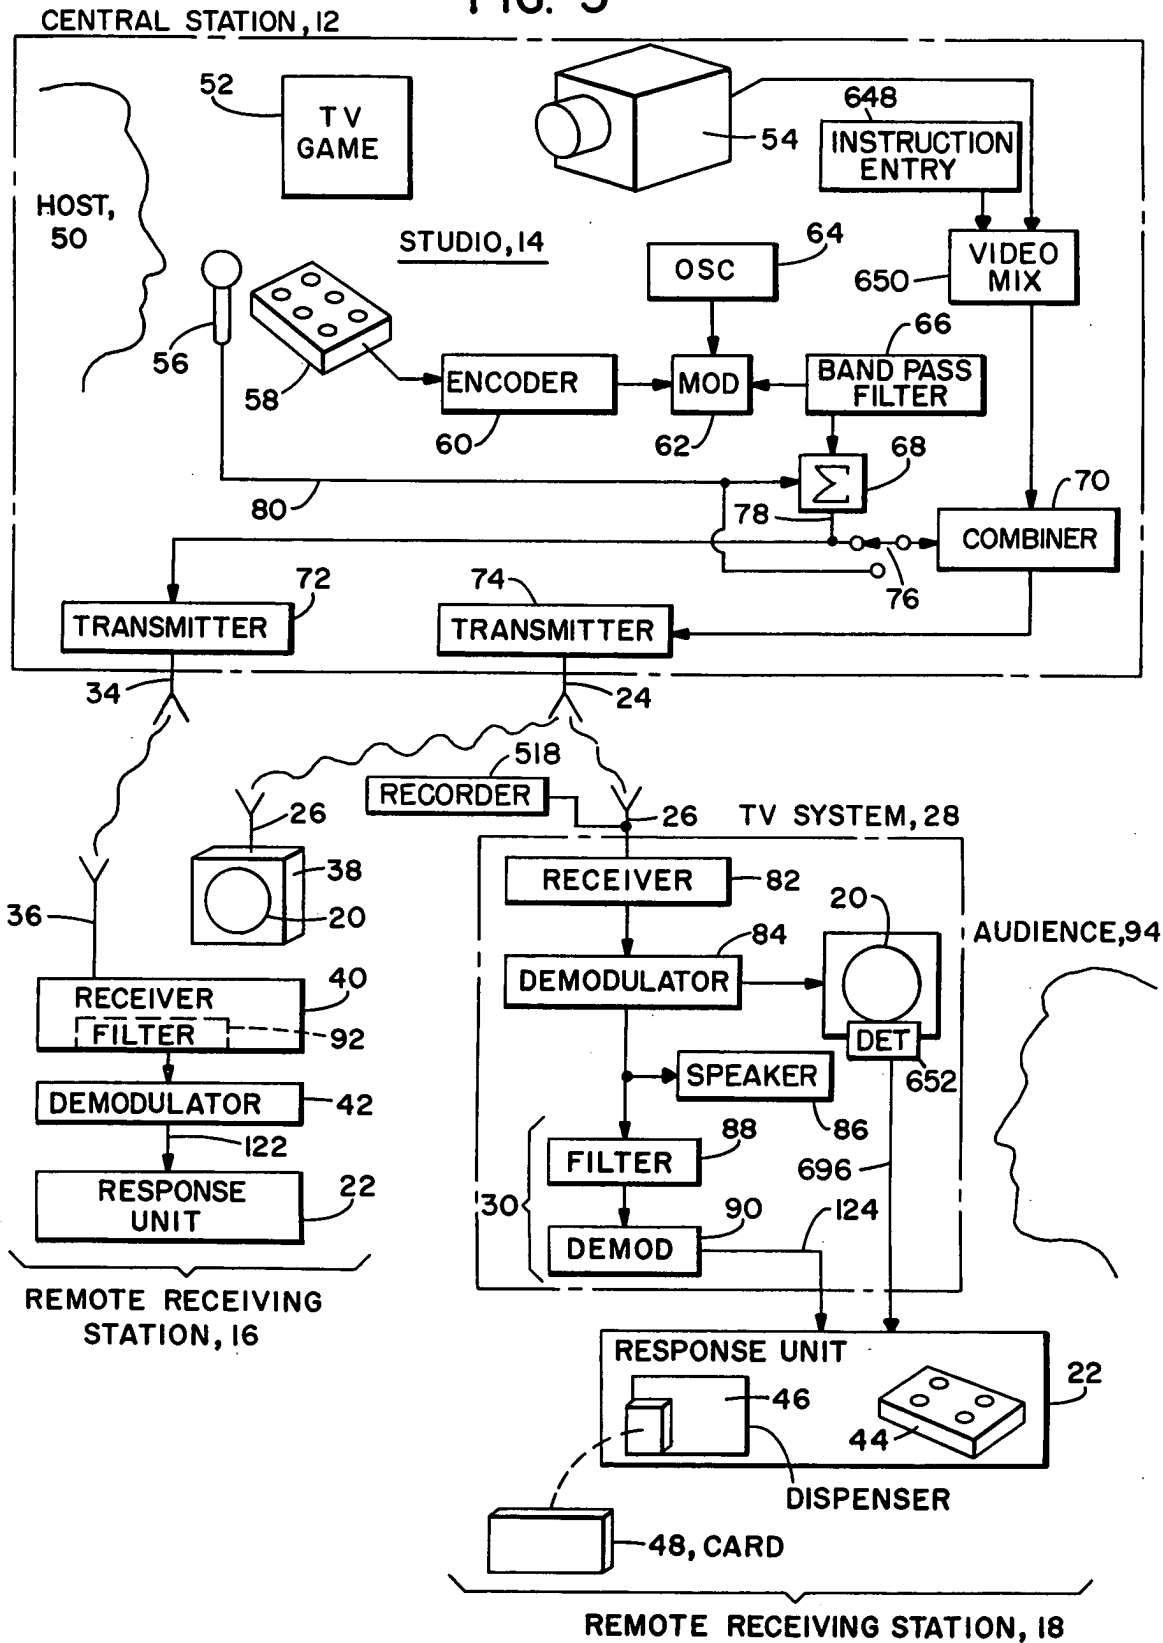 FIG. 5
CENTRAL STATION, 12
52
TV
GAME
54
648
INSTRUCTION
ENTRY
HOST,
50
STUDIO, 14
64
OSC
650
VIDEO
MIX
56
58
66
ENCODER
MOD
BAND PASS
FILTER
60
62
68
Σ
80
78
70
COMBINER
76
72
TRANSMITTER
74
TRANSMITTER
34
24
518
RECORDER
26
26
TV SYSTEM, 28
38
20
RECEIVER
82
20
36
84
AUDIENCE, 94
40
RECEIVER
FILTER
92
DEMODULATOR
DET
652
SPEAKER
DEMODULATOR
42
86
122
88
FILTER
696
RESPONSE
UNIT
22
30
90
124
DEMOD
REMOTE RECEIVING
STATION, 16
RESPONSE UNIT
46
22
44
DISPENSER
48, CARD
REMOTE RECEIVING STATION, 18